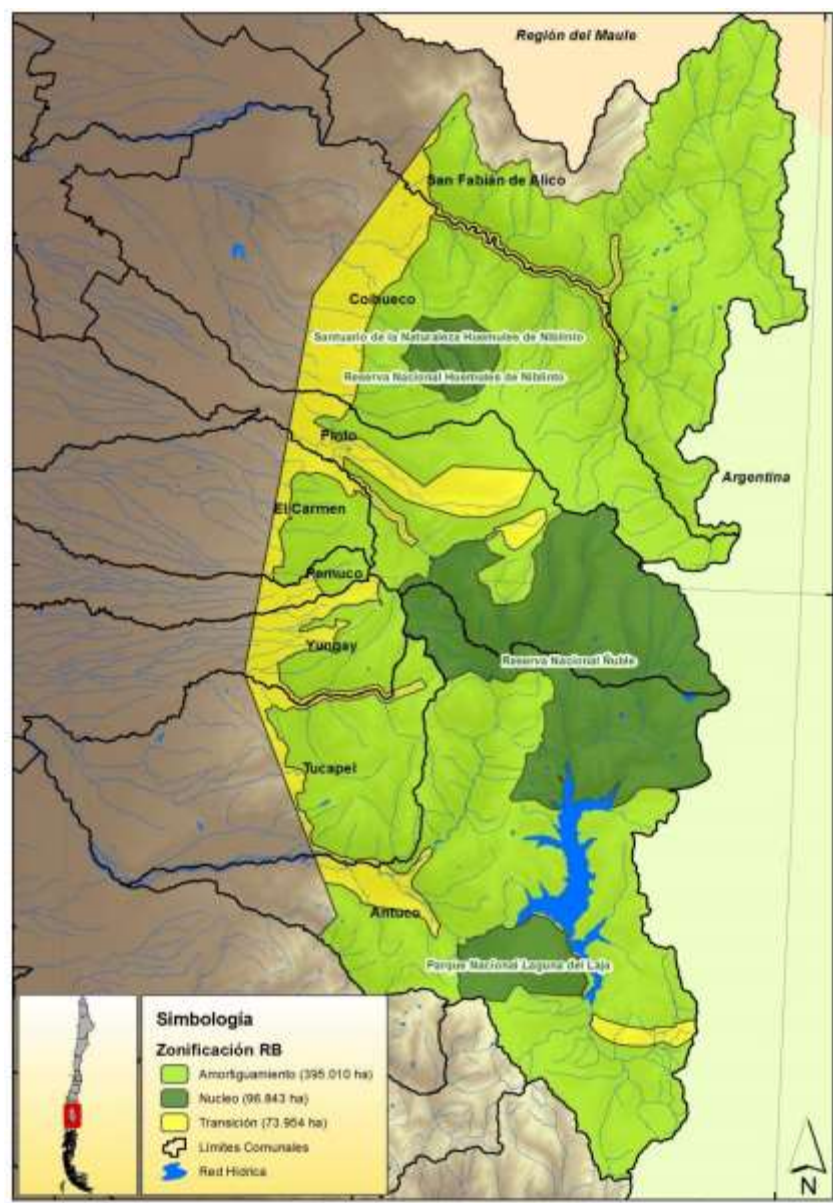 Región del Maule
San Fabián de Alico
Coihueco
Santuario de la Naturaleza Huemules de Niblinto
Reserva Nacional Huemules de Niblinto
Pinto
Argentina
El Carmen
Pemuco
Yungay
Reserva Nacional Ñuble
Tucapel
Antuco
Parque Nacional Laguna del Laja
Simbología
Zonificación RB
Amortiguamiento (395.010 ha)
Nucleo (96.843 ha)
Transición (73.954 ha)
Límites Comunales
Red Hídrica
N